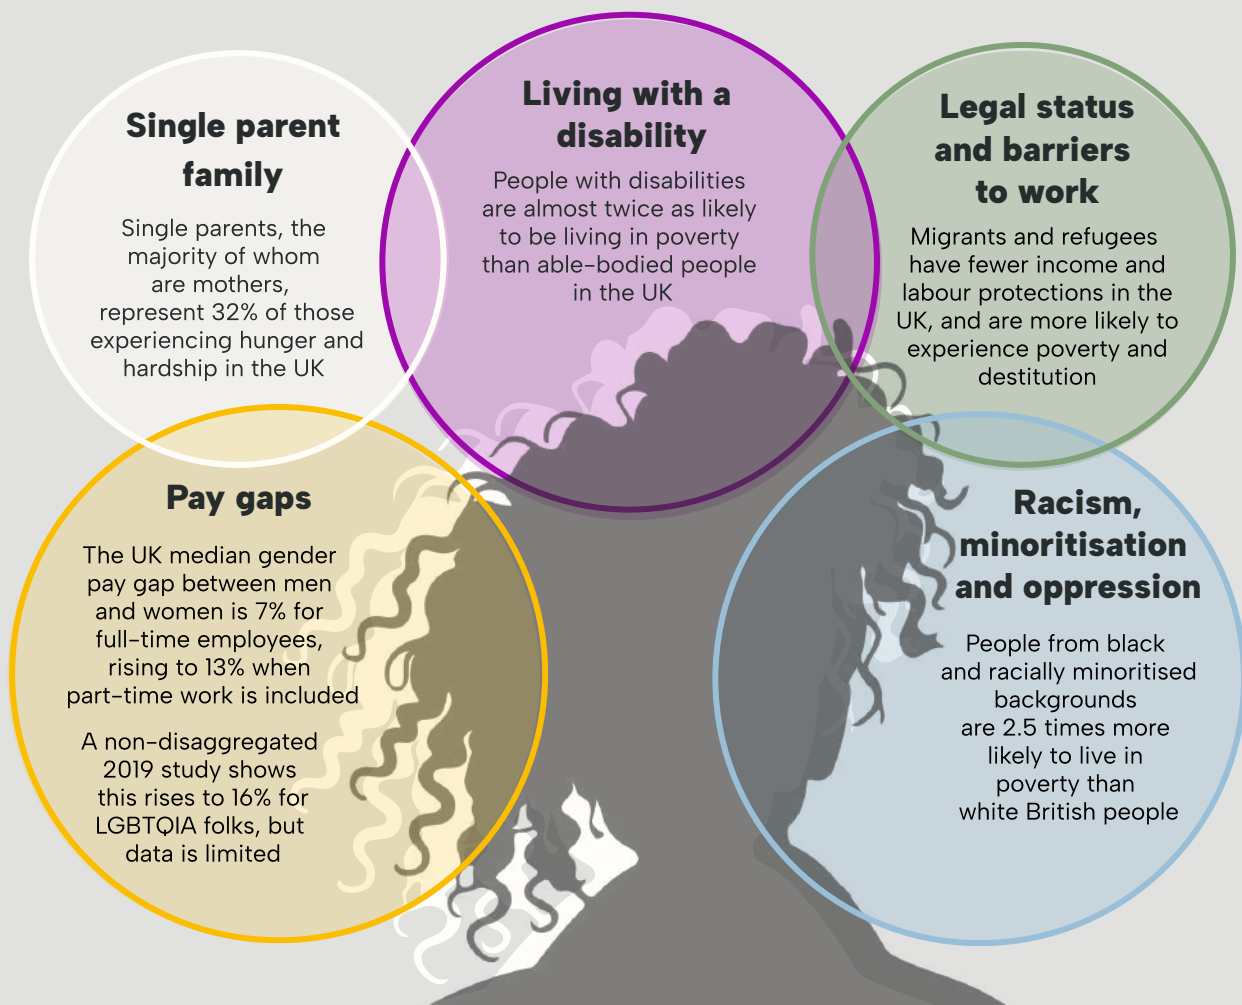 Single parent
family
Single parents, the
majority of whom
are mothers,
represent 32% of those
experiencing hunger and
hardship in the UK
Living with a
disability
People with disabilities
are almost twice as likely
to be living in poverty
than able-bodied people
in the UK
Legal status
and barriers
to work
Migrants and refugees
have fewer income and
labour protections in the
UK, and are more likely to
experience poverty and
destitution
Pay gaps
The UK median gender
pay gap between men
and women is 7% for
full-time employees,
rising to 13% when
part-time work is included
A non-disaggregated
2019 study shows
this rises to 16% for
LGBTQIA folks, but
data is limited
Racism,
minoritisation
and oppression
People from black
and racially minoritised
backgrounds
are 2.5 times more
likely to live in
poverty than
white British people